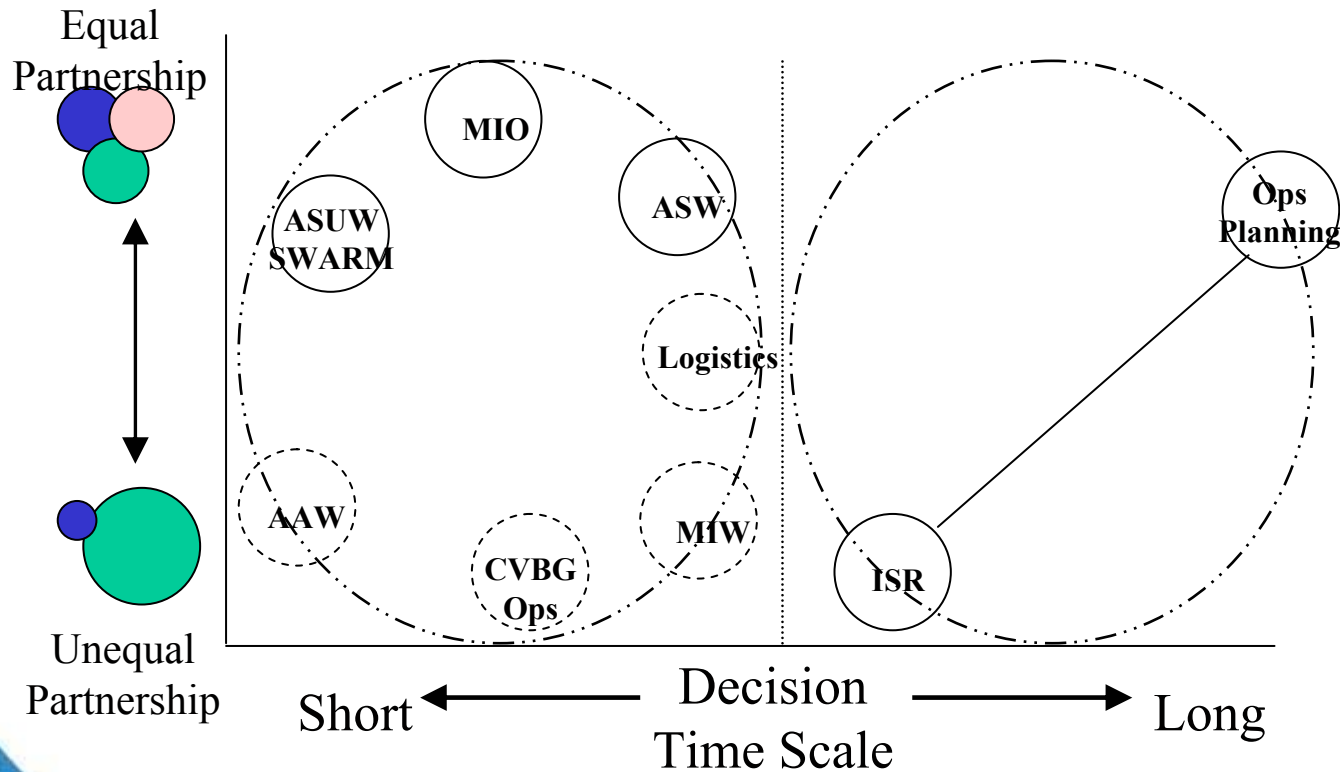 Equal
Partnership
MIO
ASW
ASUW
SWARM
Ops
Planning
Logistics
AAW
MIW
CVBG
Ops
ISR
Unequal
Partnership
Short
Decision
Time Scale
Long